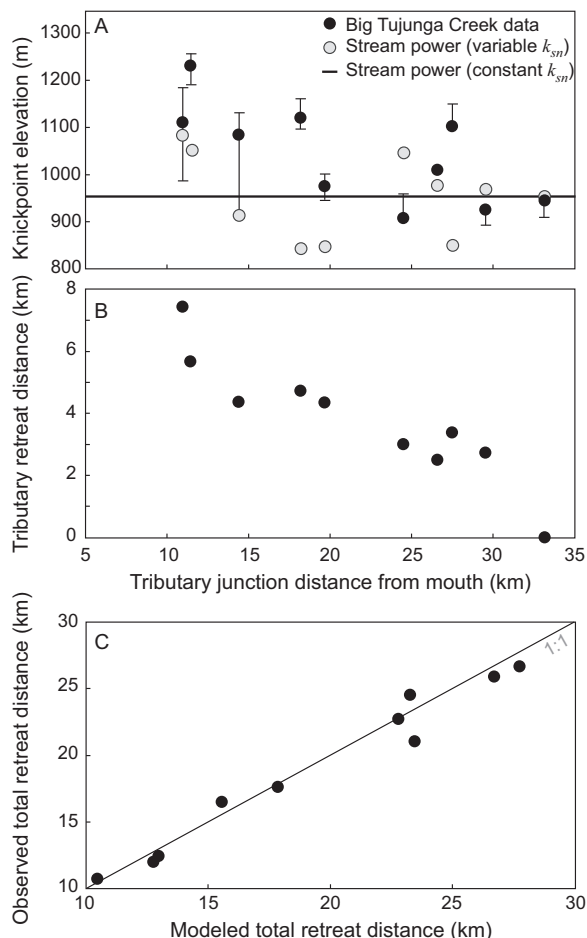 A
Big Tujunga Creek data
Stream power (variable ksn)
Stream power (constant ksn)
Knickpoint elevation (m)
1300
1200
1100
1000
900
800
B
Tributary retreat distance (km)
8
6
4
2
0
5
10
15
20
25
30
35
Tributary junction distance from mouth (km)
C
1:1
Observed total retreat distance (km)
30
25
20
15
10
10
15
20
25
30
Modeled total retreat distance (km)